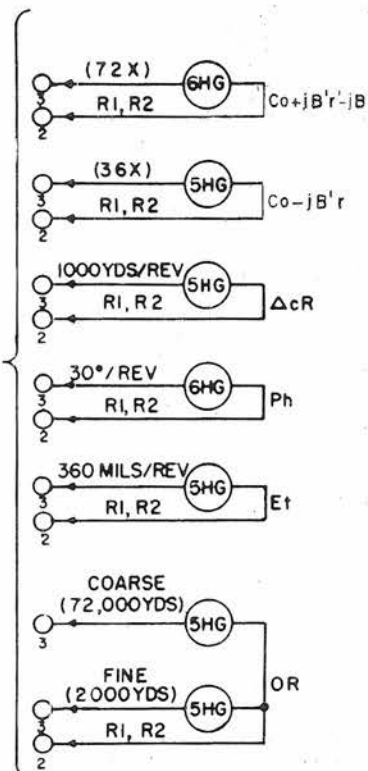 (72X) 6HG
3 R1, R2 Co+jB'r'-jB
2
(36X) 5HG
3 R1, R2 Co-jB'r
2
1000YDS/REV 5HG
3 R1, R2 ΔcR
2
30°/REV 6HG
3 R1, R2 Ph
2
360 MILS/REV 5HG
3 R1, R2 Et
2
COARSE
(72,000YDS) 5HG
3
OR
FINE
(2000YDS) 5HG
3 R1, R2
2